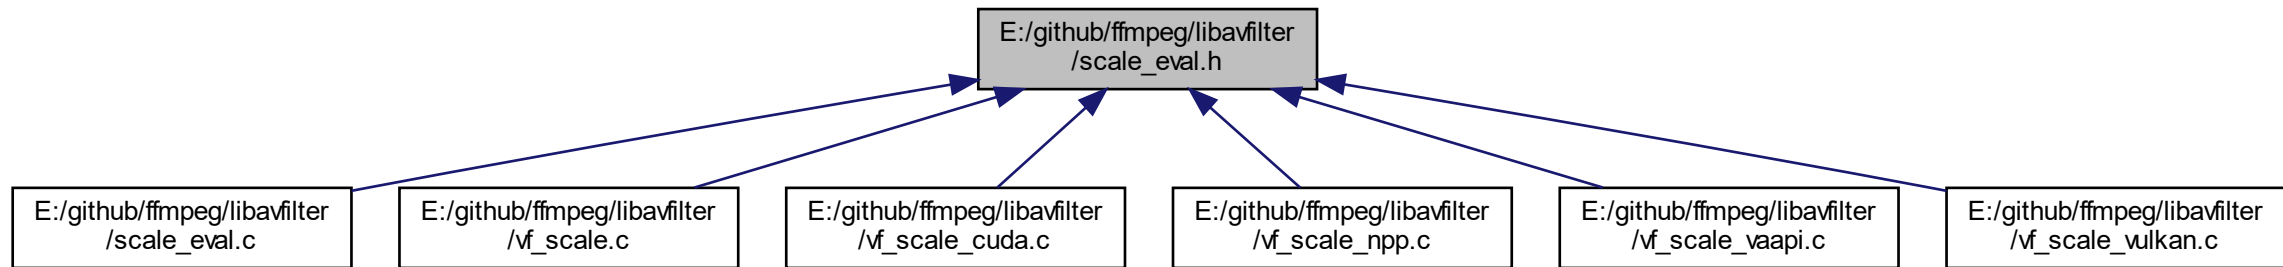 E:/github/ffmpeg/libavfilter
/scale_eval.h
E:/github/ffmpeg/libavfilter
/scale_eval.c
E:/github/ffmpeg/libavfilter
/vf_scale.c
E:/github/ffmpeg/libavfilter
/vf_scale_cuda.c
E:/github/ffmpeg/libavfilter
/vf_scale_npp.c
E:/github/ffmpeg/libavfilter
/vf_scale_vaapi.c
E:/github/ffmpeg/libavfilter
/vf_scale_vulkan.c